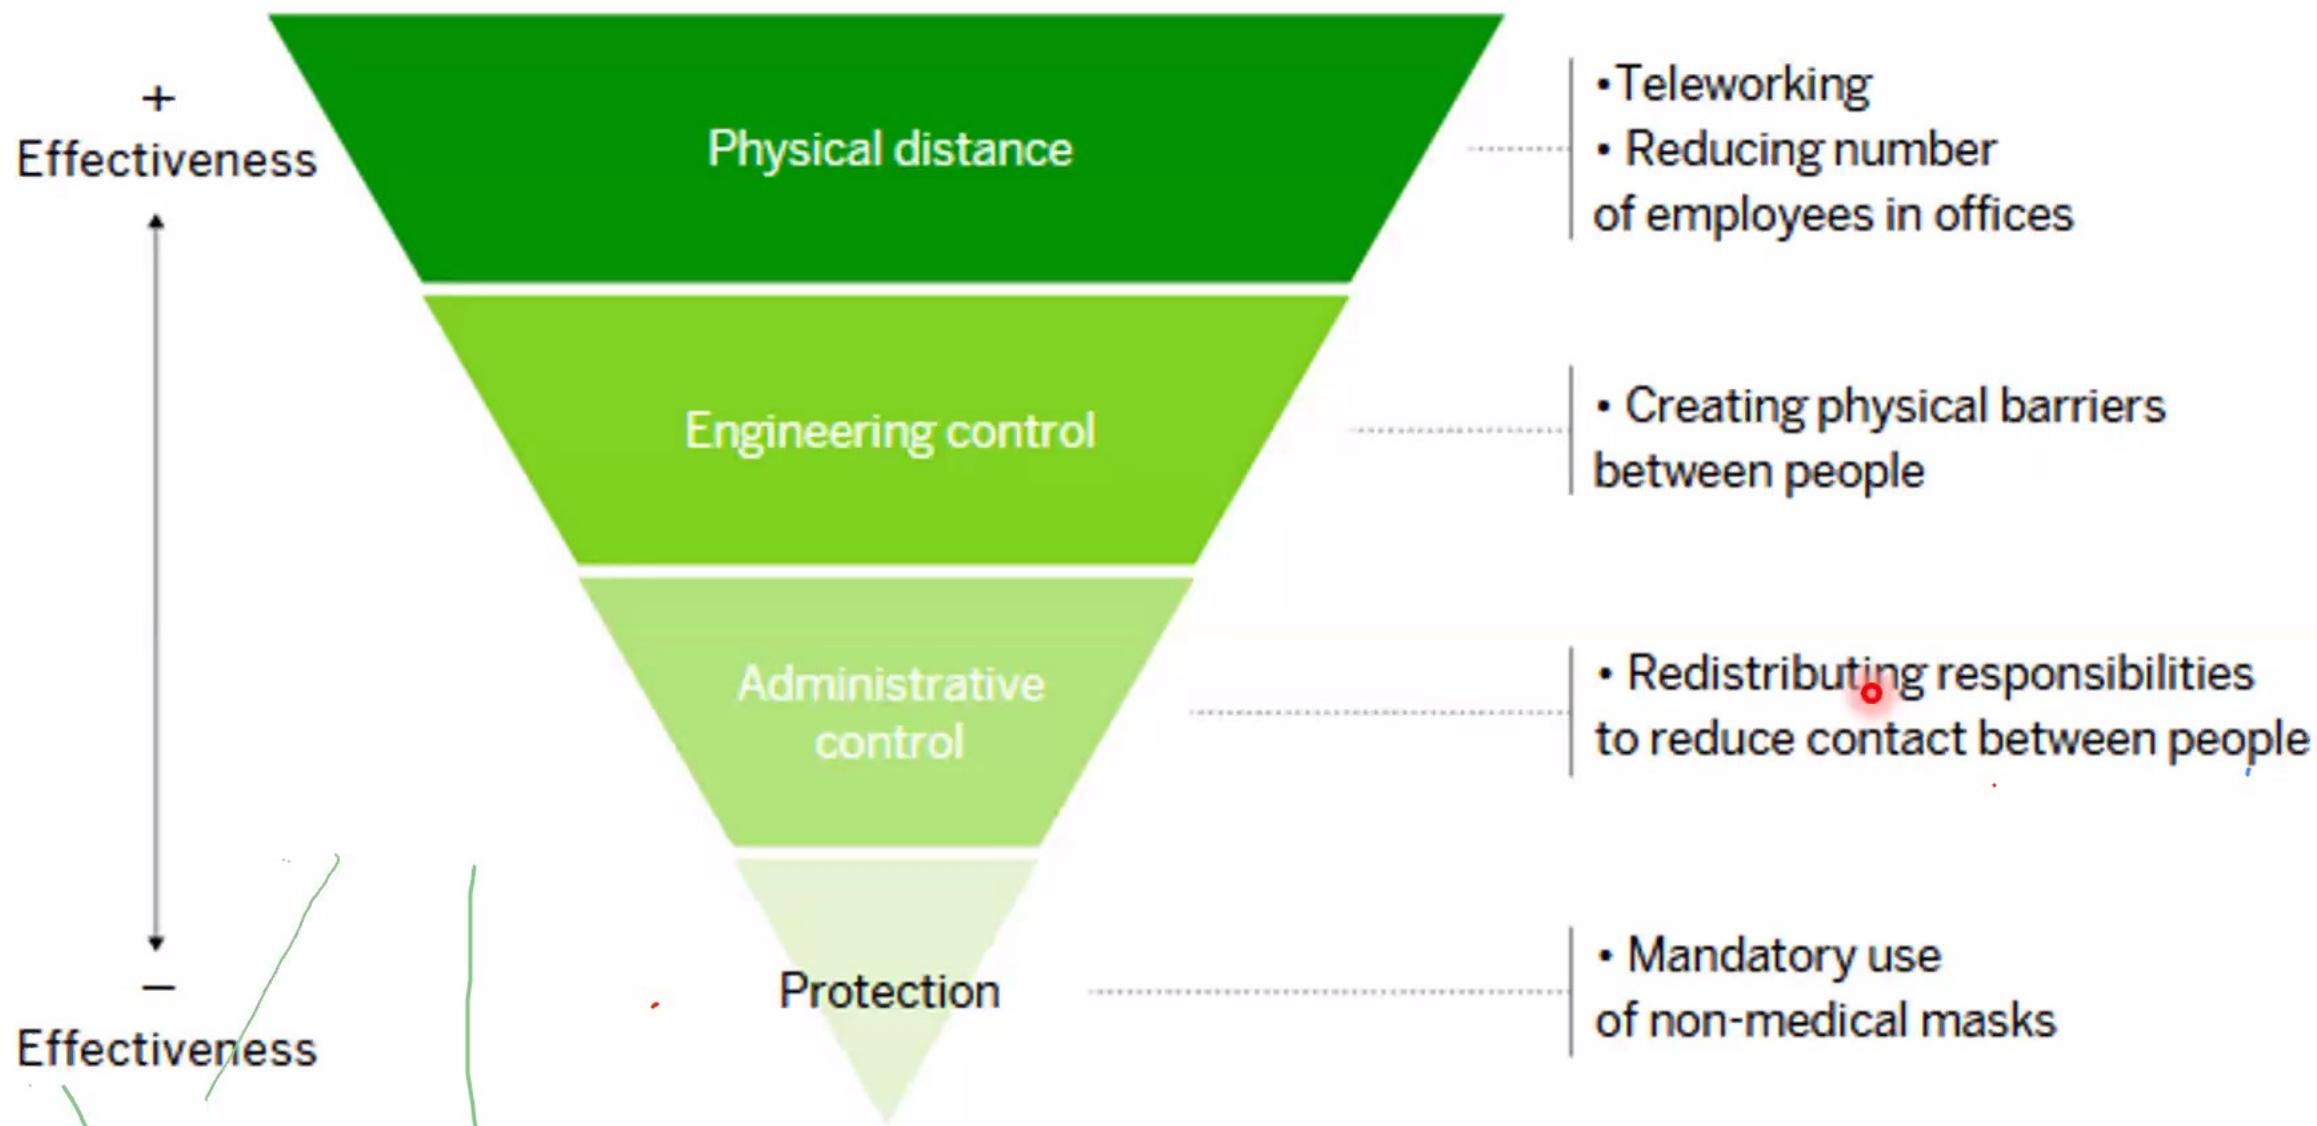 +
Effectiveness
Physical distance
•Teleworking
• Reducing number
of employees in offices
Engineering control
• Creating physical barriers
between people
Administrative
control
• Redistributing responsibilities
to reduce contact between people
–
Effectiveness
Protection
• Mandatory use
of non-medical masks